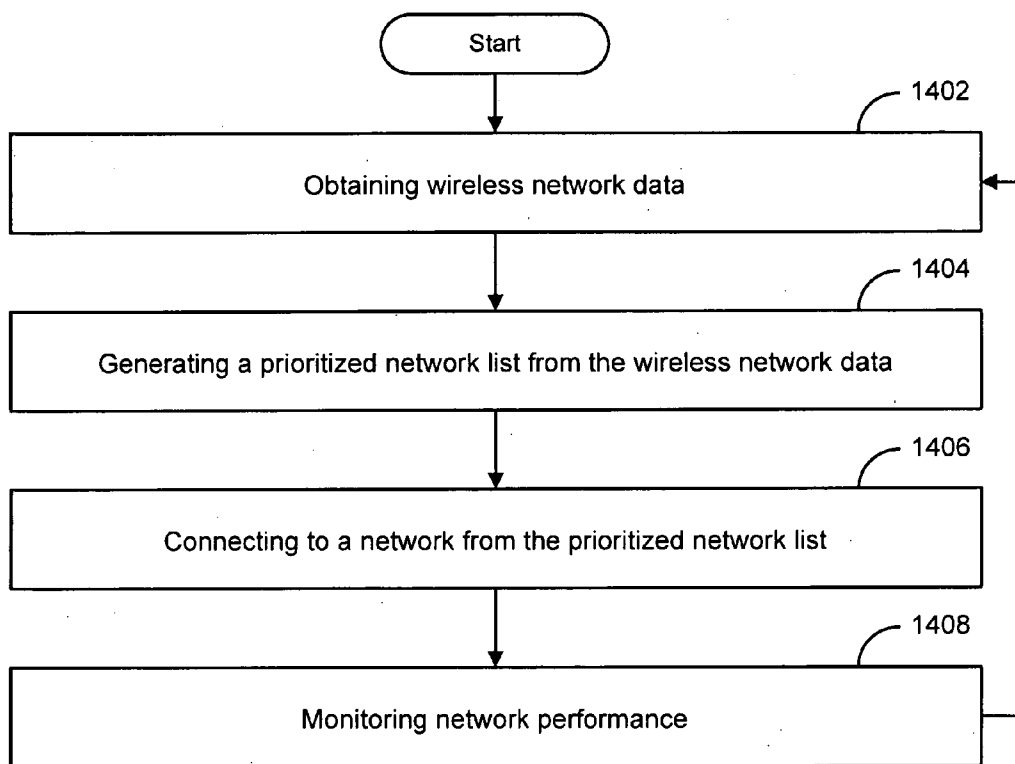 Start
1402
Obtaining wireless network data
1404
Generating a prioritized network list from the wireless network data
1406
Connecting to a network from the prioritized network list
1408
Monitoring network performance